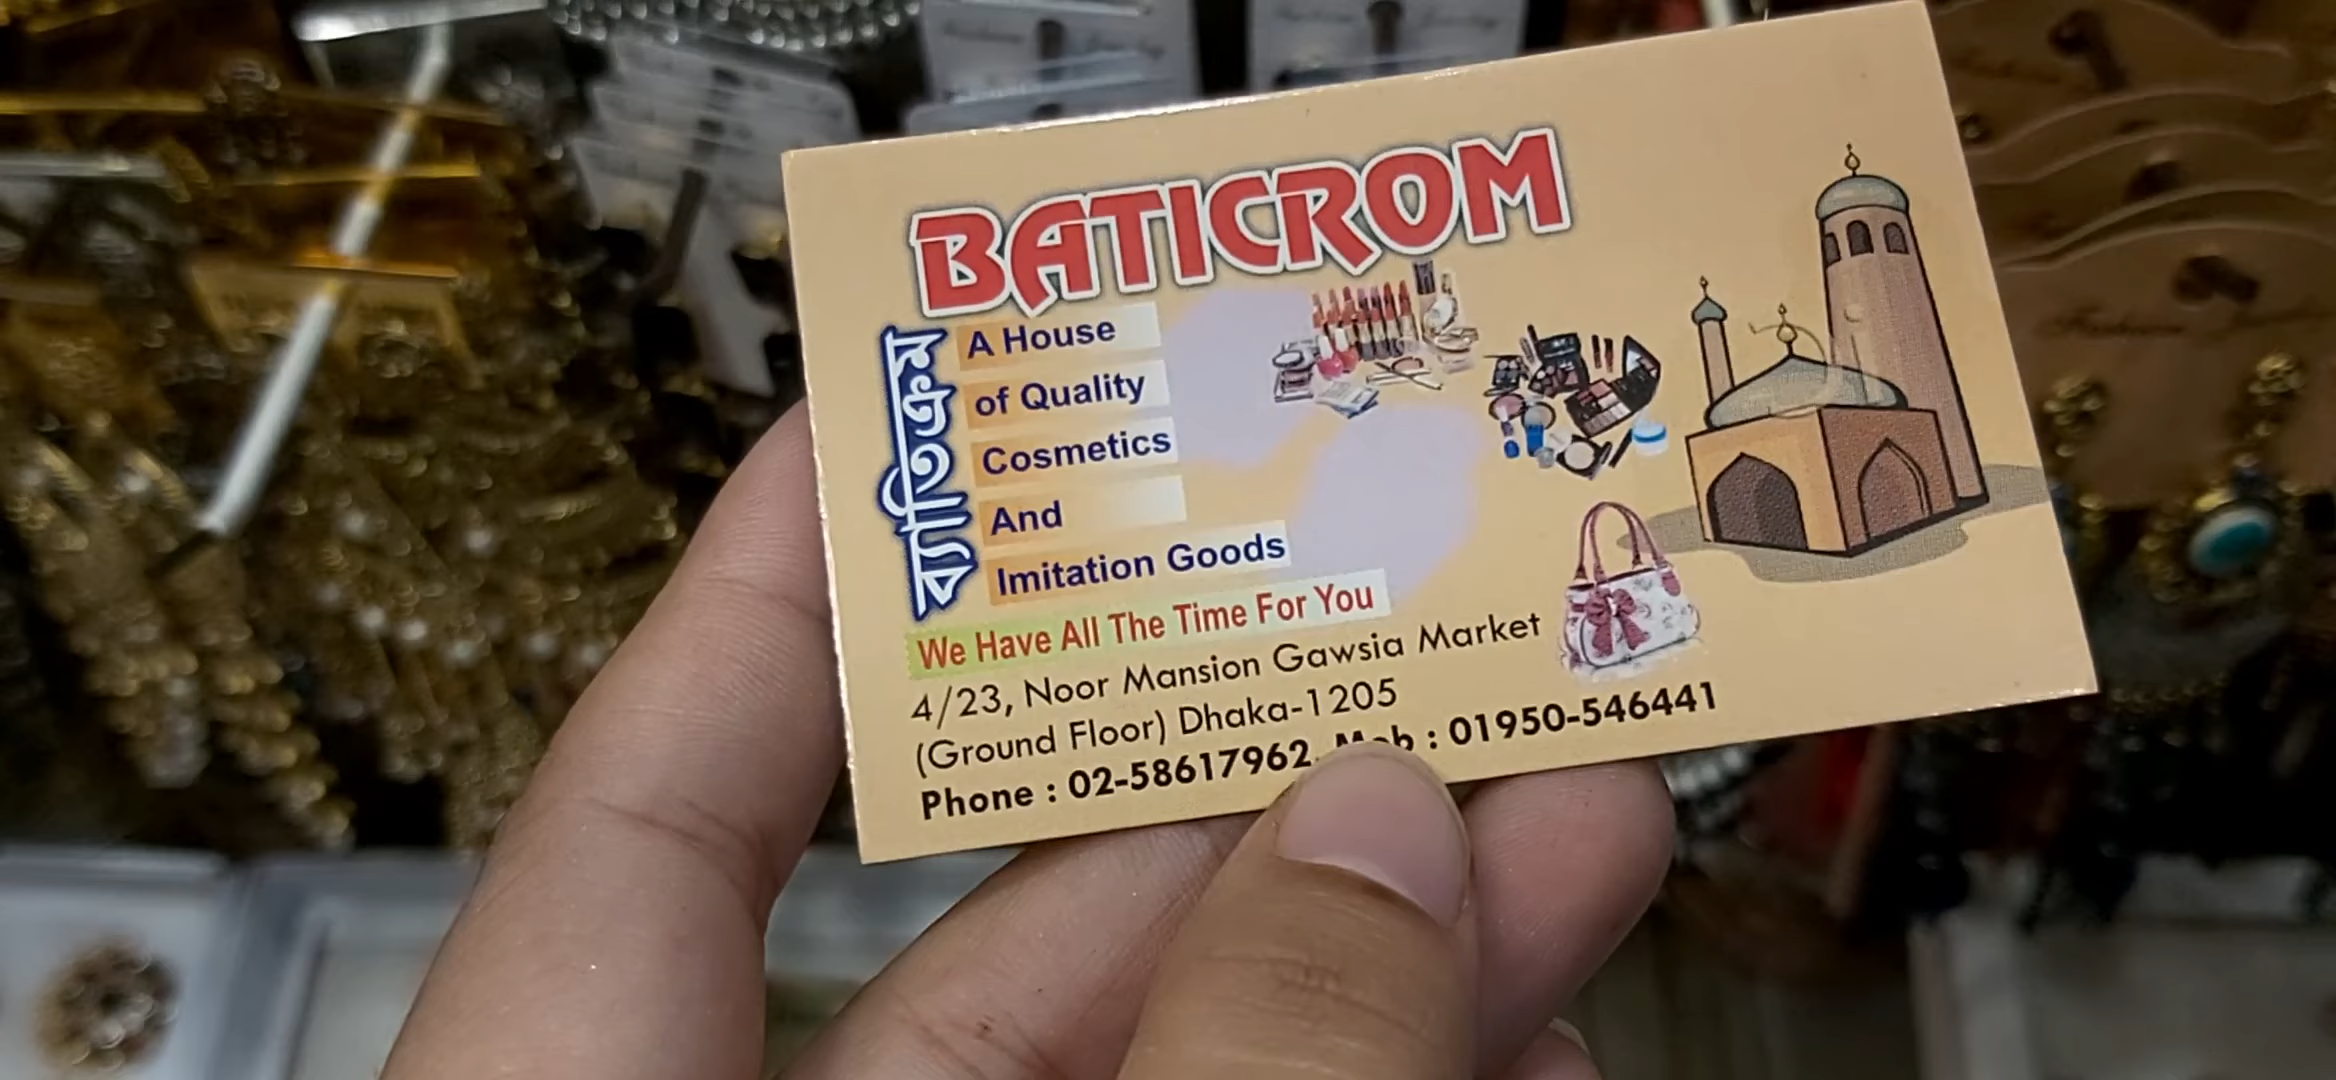 BATICROM
ব্যাতিক্রম
A House
of Quality
Cosmetics
And
Imitation Goods
We Have All The Time For You
4/23, Noor Mansion Gawsia Market
(Ground Floor) Dhaka-1205
Phone : 02-58617962, Mob : 01950-546441